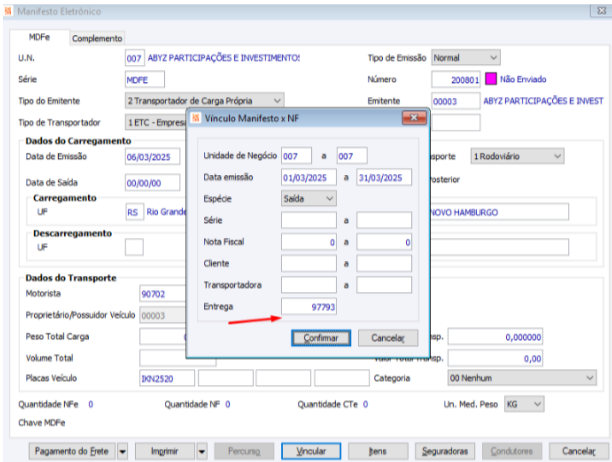 Manifesto Eletrônico
MDFe Complemento
U.N. 007 ABYZ PARTICIPAÇÕES E INVESTIMENTO: Tipo de Emissão Normal
Série MDFE Número 200801 Não Enviado
Tipo do Emitente 2 Transportador de Carga Própria Emitente 00003 ABYZ PARTICIPAÇÕES E INVEST
Tipo de Transportador 1 ETC - Empres
Vínculo Manifesto x NF
Dados do Carregamento
Data de Emissão 06/03/2025 sporte 1 Rodoviário
Data de Saída 00/00/00 osterior
Carregamento
UF RS Rio Grande NOVO HAMBURGO
Descarregamento
UF
Unidade de Negócio 007 a 007
Data emissão 01/03/2025 a 31/03/2025
Espécie Saída
Série a
Nota Fiscal 0 a 0
Cliente a
Transportadora a
Entrega 97793
Confirmar Cancelar
Dados do Transporte
Motorista 90702
Proprietário/Possuidor Veículo 00003
Peso Total Carga sp. 0,000000
Volume Total Valor Total Transp. 0,00
Placas Veículo IKN2520 Categoria 00 Nenhum
Quantidade NFe 0 Quantidade NF 0 Quantidade CTe 0 Un. Med. Peso KG
Chave MDFe
Pagamento do Frete Imprimir Percurso Vincular Itens Seguradoras Condutores Cancelar